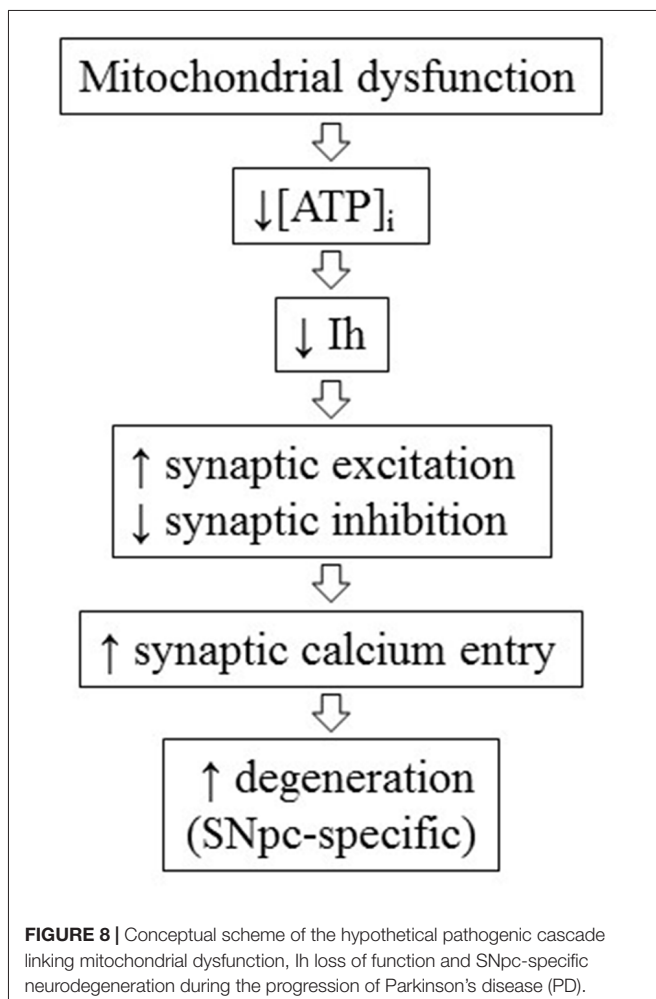 Mitochondrial dysfunction
↓[ATP]i
↓ Ih
↑ synaptic excitation
↓ synaptic inhibition
↑ synaptic calcium entry
↑ degeneration
(SNpc-specific)
FIGURE 8 | Conceptual scheme of the hypothetical pathogenic cascade
linking mitochondrial dysfunction, Ih loss of function and SNpc-specific
neurodegeneration during the progression of Parkinson's disease (PD).